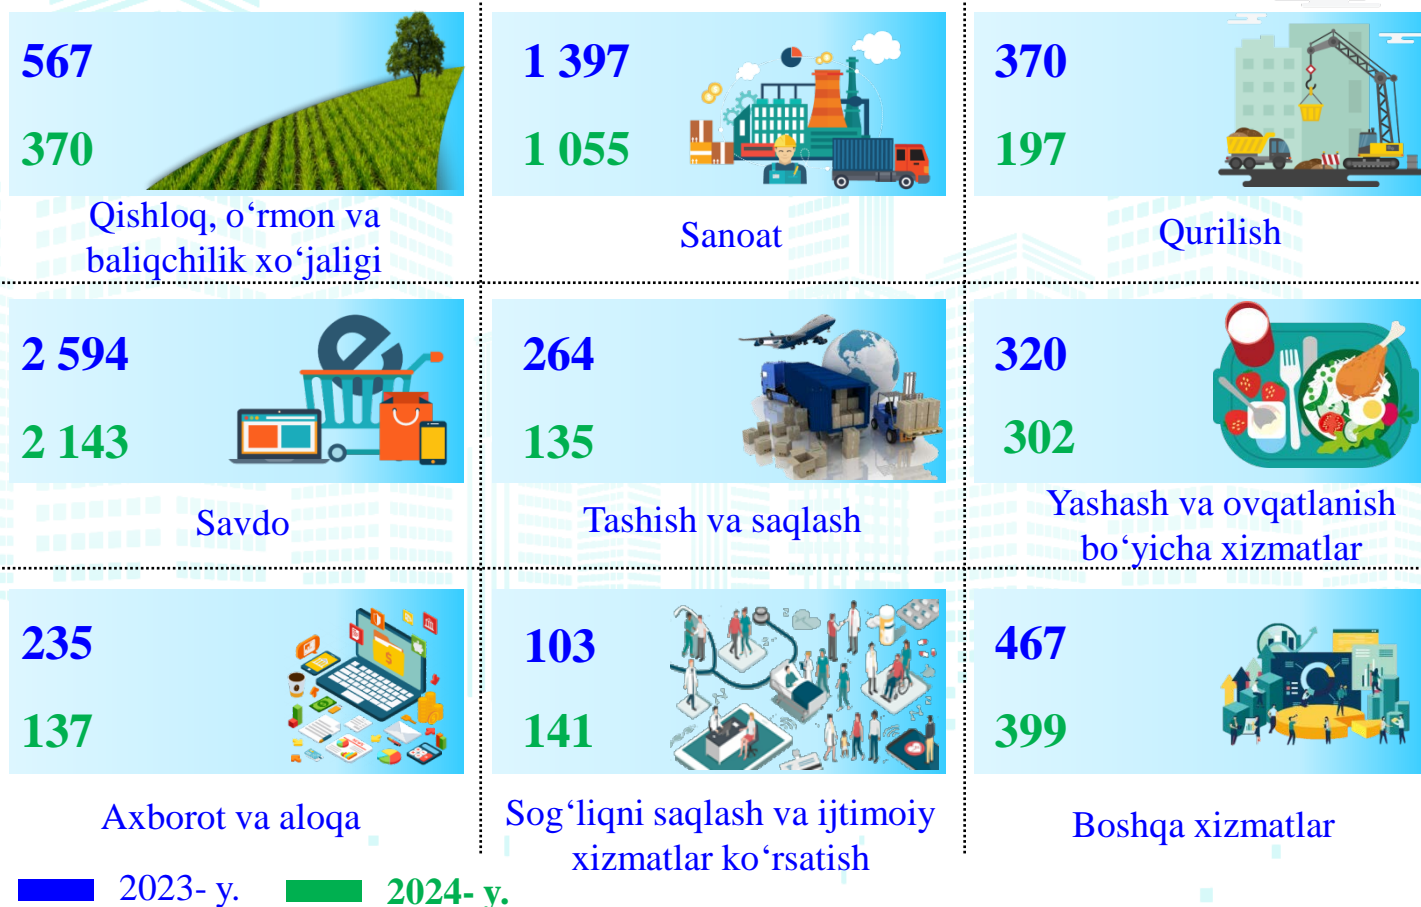 567
370
Qishloq, o‘rmon va
baliqchilik xo‘jaligi
1 397
1 055
Sanoat
370
197
Qurilish
2 594
2 143
Savdo
264
135
Tashish va saqlash
320
302
Yashash va ovqatlanish
bo‘yicha xizmatlar
235
137
Axborot va aloqa
103
141
Sog‘liqni saqlash va ijtimoiy
xizmatlar ko‘rsatish
467
399
Boshqa xizmatlar
2023- y. 2024- y.